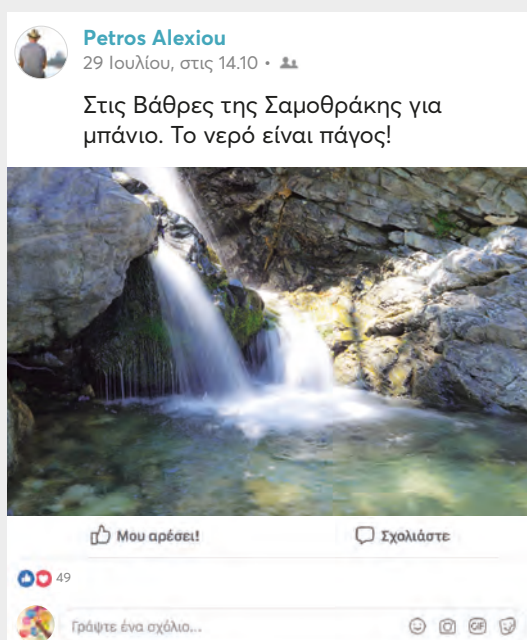 Petros Alexiou
29 Ιουλίου, στις 14.10 •
Στις Βάθρες της Σαμοθράκης για
μπάνιο. Το νερό είναι πάγος!
Μου αρέσει!
Σχολιάστε
49
Γράψτε ένα σχόλιο...
GIF